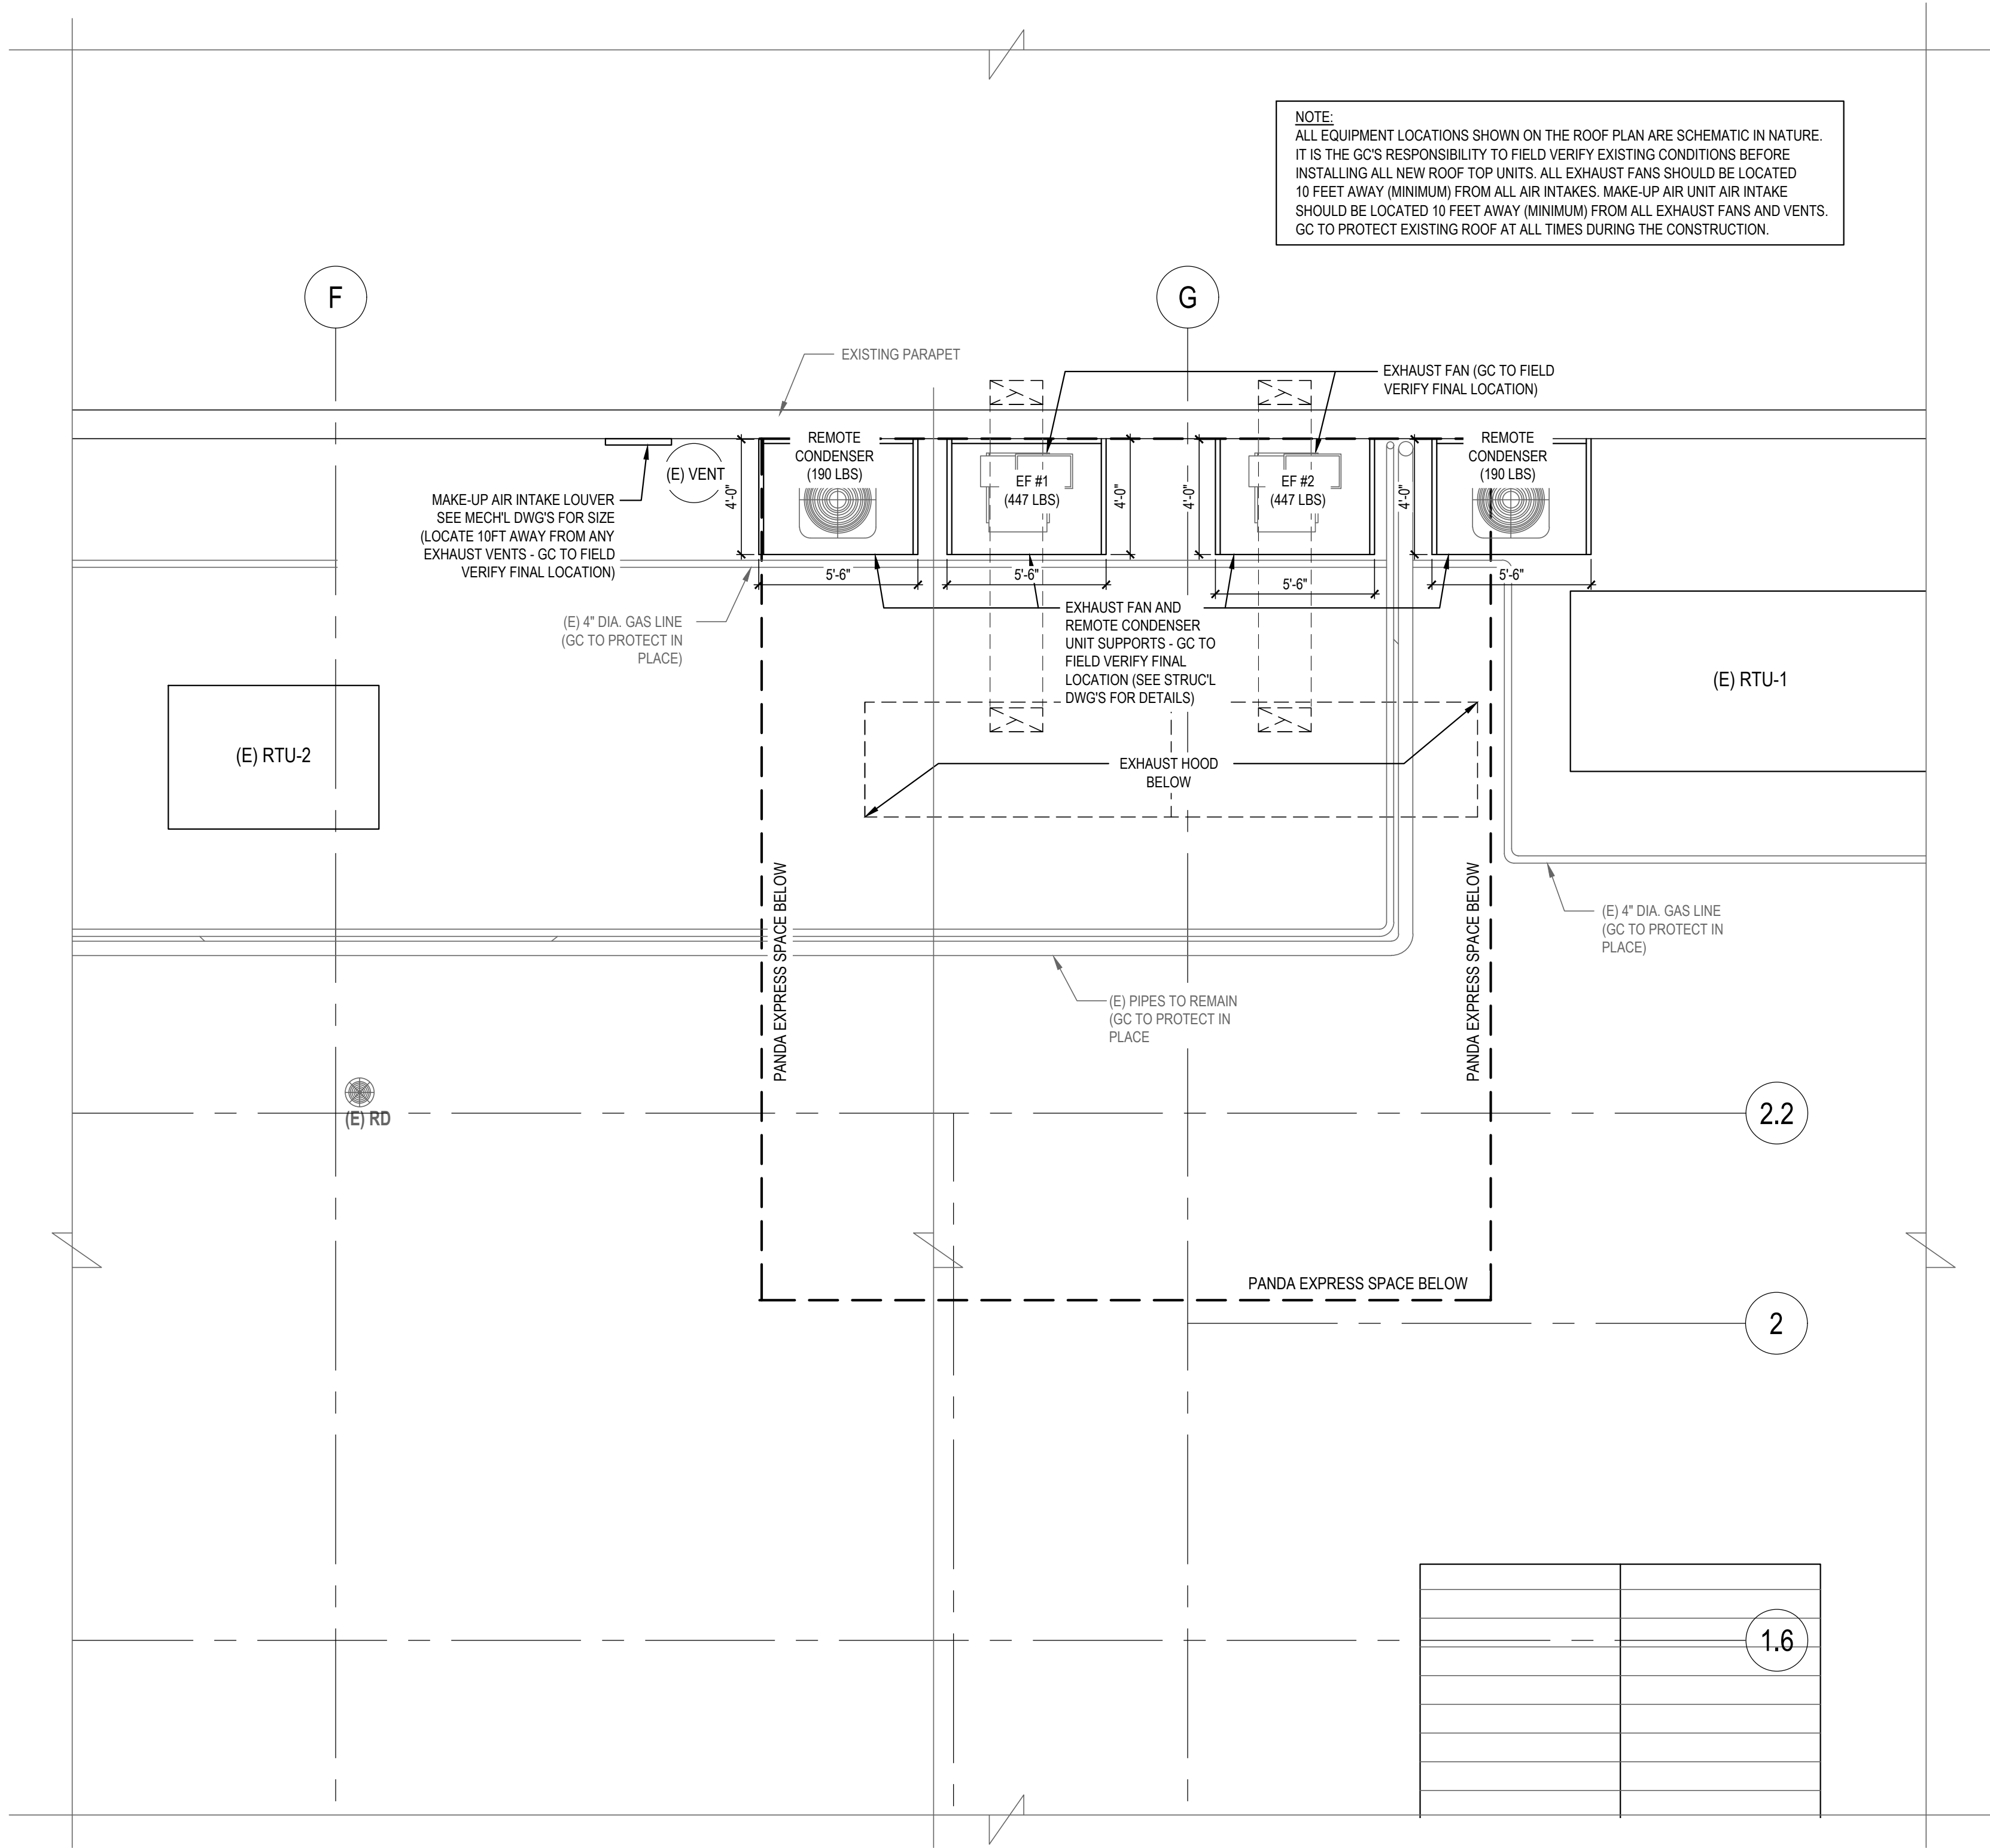 NOTE:
ALL EQUIPMENT LOCATIONS SHOWN ON THE ROOF PLAN ARE SCHEMATIC IN NATURE.
IT IS THE GC'S RESPONSIBILITY TO FIELD VERIFY EXISTING CONDITIONS BEFORE
INSTALLING ALL NEW ROOF TOP UNITS. ALL EXHAUST FANS SHOULD BE LOCATED
10 FEET AWAY (MINIMUM) FROM ALL AIR INTAKES. MAKE-UP AIR UNIT AIR INTAKE
SHOULD BE LOCATED 10 FEET AWAY (MINIMUM) FROM ALL EXHAUST FANS AND VENTS.
GC TO PROTECT EXISTING ROOF AT ALL TIMES DURING THE CONSTRUCTION.
F
G
EXISTING PARAPET
EXHAUST FAN (GC TO FIELD
VERIFY FINAL LOCATION)
MAKE-UP AIR INTAKE LOUVER
SEE MECH'L DWG'S FOR SIZE
(LOCATE 10FT AWAY FROM ANY
EXHAUST VENTS - GC TO FIELD
VERIFY FINAL LOCATION)
(E) VENT
4'-0"
REMOTE
CONDENSER
(190 LBS)
EF #1
(447 LBS)
4'-0"
4'-0"
EF #2
(447 LBS)
4'-0"
REMOTE
CONDENSER
(190 LBS)
5'-6"
5'-6"
5'-6"
5'-6"
(E) 4" DIA. GAS LINE
(GC TO PROTECT IN
PLACE)
EXHAUST FAN AND
REMOTE CONDENSER
UNIT SUPPORTS - GC TO
FIELD VERIFY FINAL
LOCATION (SEE STRUC'L
DWG'S FOR DETAILS)
(E) RTU-1
(E) RTU-2
EXHAUST HOOD
BELOW
PANDA EXPRESS SPACE BELOW
PANDA EXPRESS SPACE BELOW
(E) 4" DIA. GAS LINE
(GC TO PROTECT IN
PLACE)
(E) PIPES TO REMAIN
(GC TO PROTECT IN
PLACE
(E) RD
2.2
PANDA EXPRESS SPACE BELOW
2
1.6